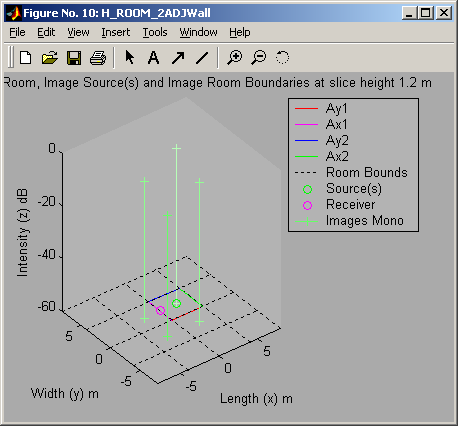 Figure No. 10: H_ROOM_2ADJWall
File Edit View Insert Tools Window Help
Room, Image Source(s) and Image Room Boundaries at slice height 1.2 m
Ay1
Ax1
Ay2
Ax2
Room Bounds
Source(s)
Receiver
Images Mono
0
-20
-40
-60
Intensity (z) dB
5
0
-5
Width (y) m
-5
0
5
Length (x) m